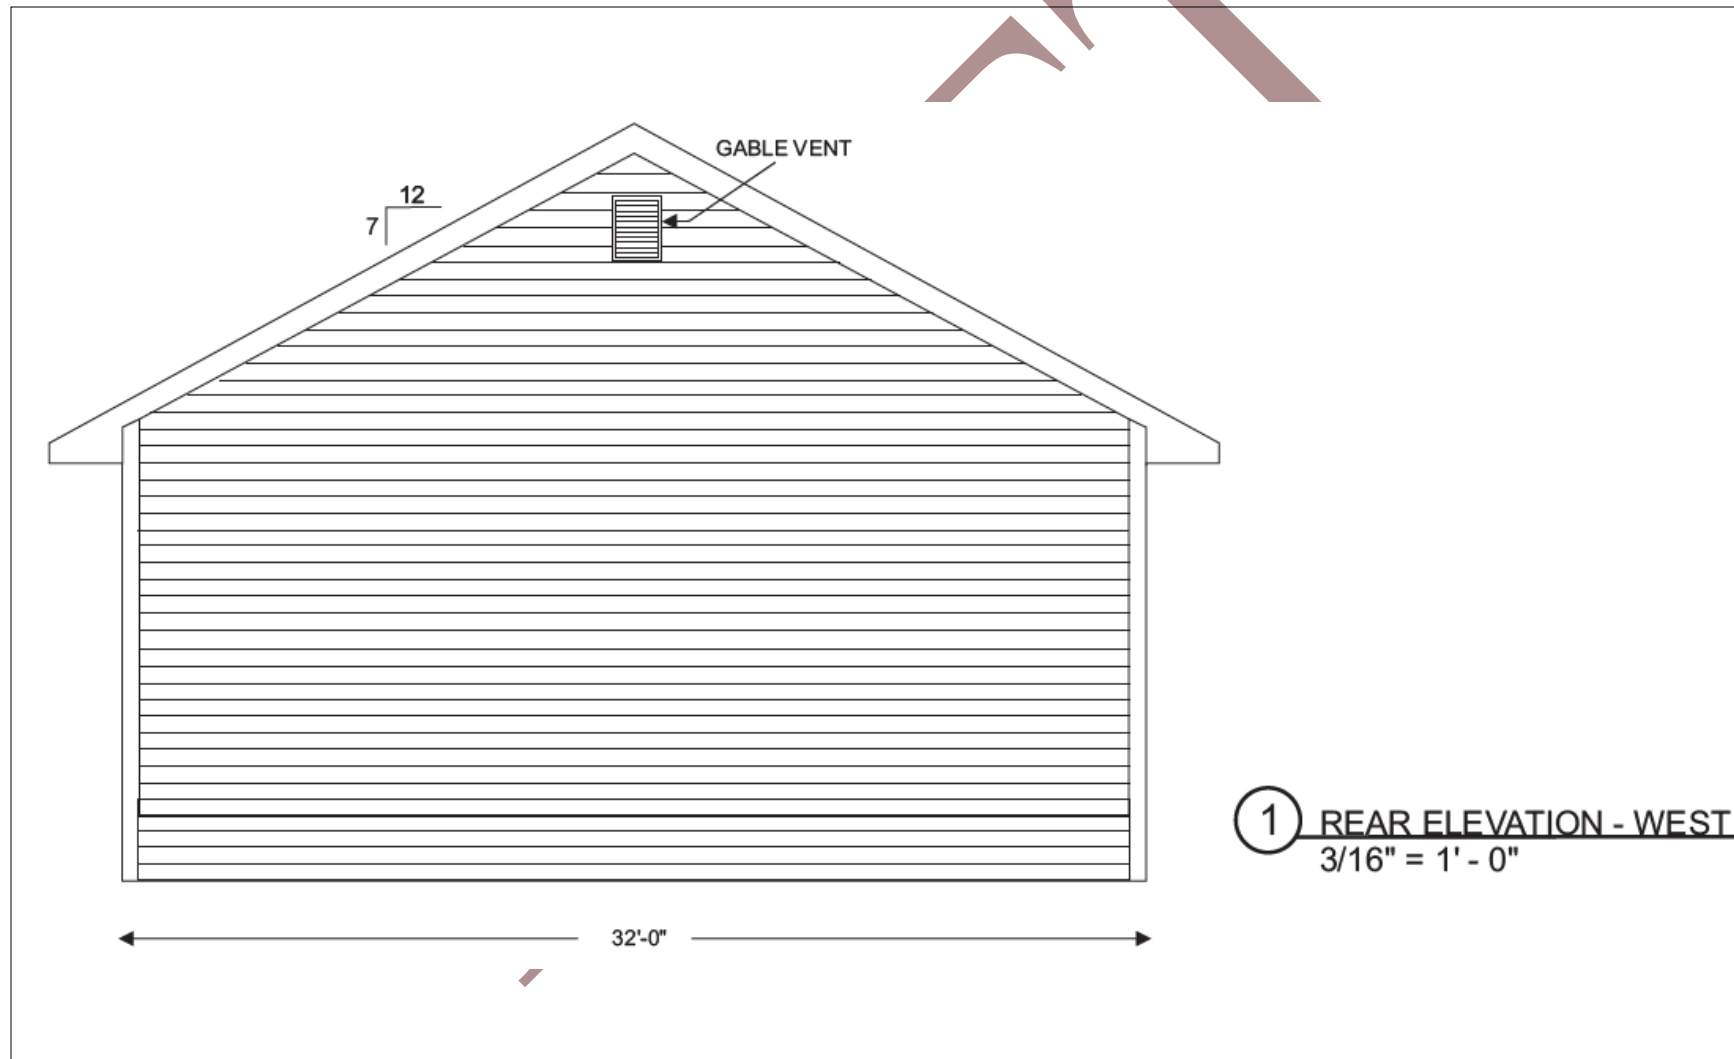 GABLE VENT
12
7
1
REAR ELEVATION - WEST
3/16" = 1' - 0"
32'-0"